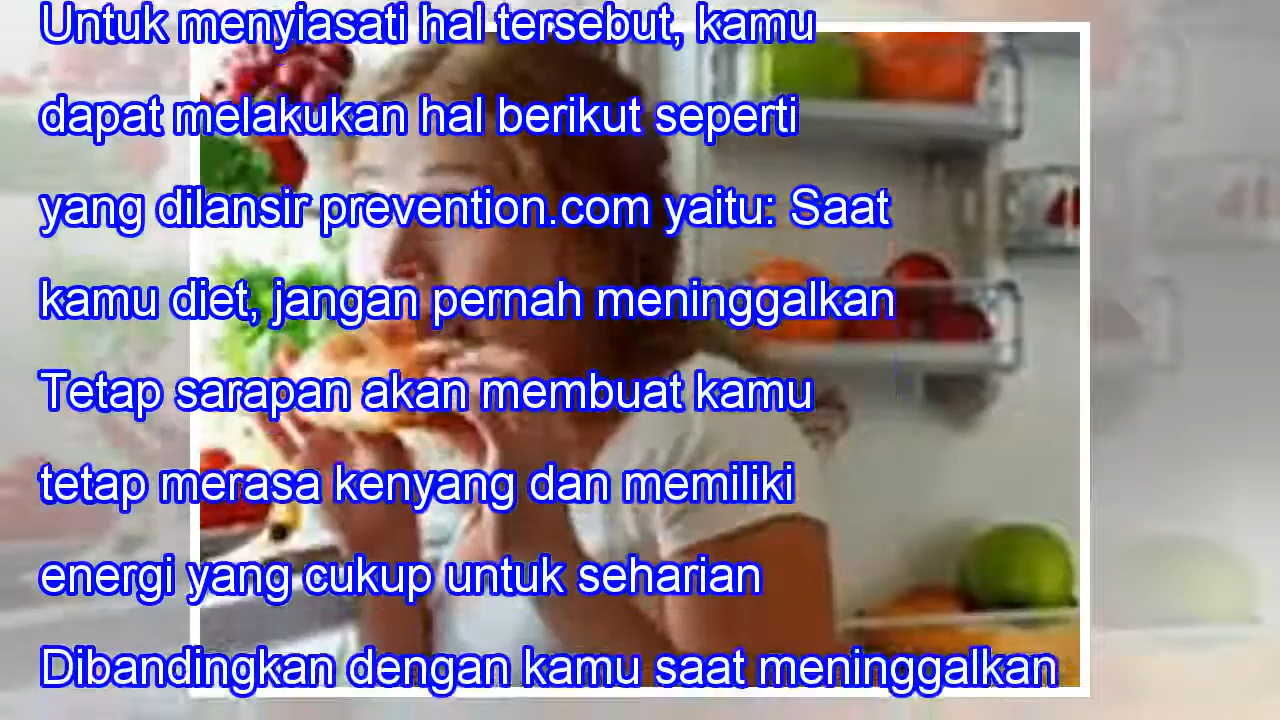 Untuk menyiasati hal tersebut, kamu
dapat melakukan hal berikut seperti
yang dilansir prevention.com yaitu: Saat
kamu diet, jangan pernah meninggalkan
Tetap sarapan akan membuat kamu
tetap merasa kenyang dan memiliki
energi yang cukup untuk seharian
Dibandingkan dengan kamu saat meninggalkan